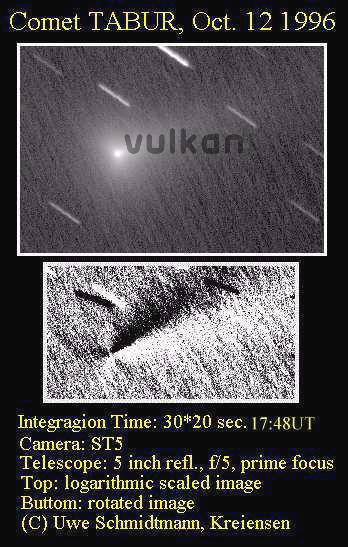 Comet TABUR, Oct. 12 1996
vulkan
Integragion Time: 30*20 sec. 17:48UT
Camera: ST5
Telescope: 5 inch refl., f/5, prime focus
Top: logarithmic scaled image
Buttom: rotated image
(C) Uwe Schmidtmann, Kreiensen